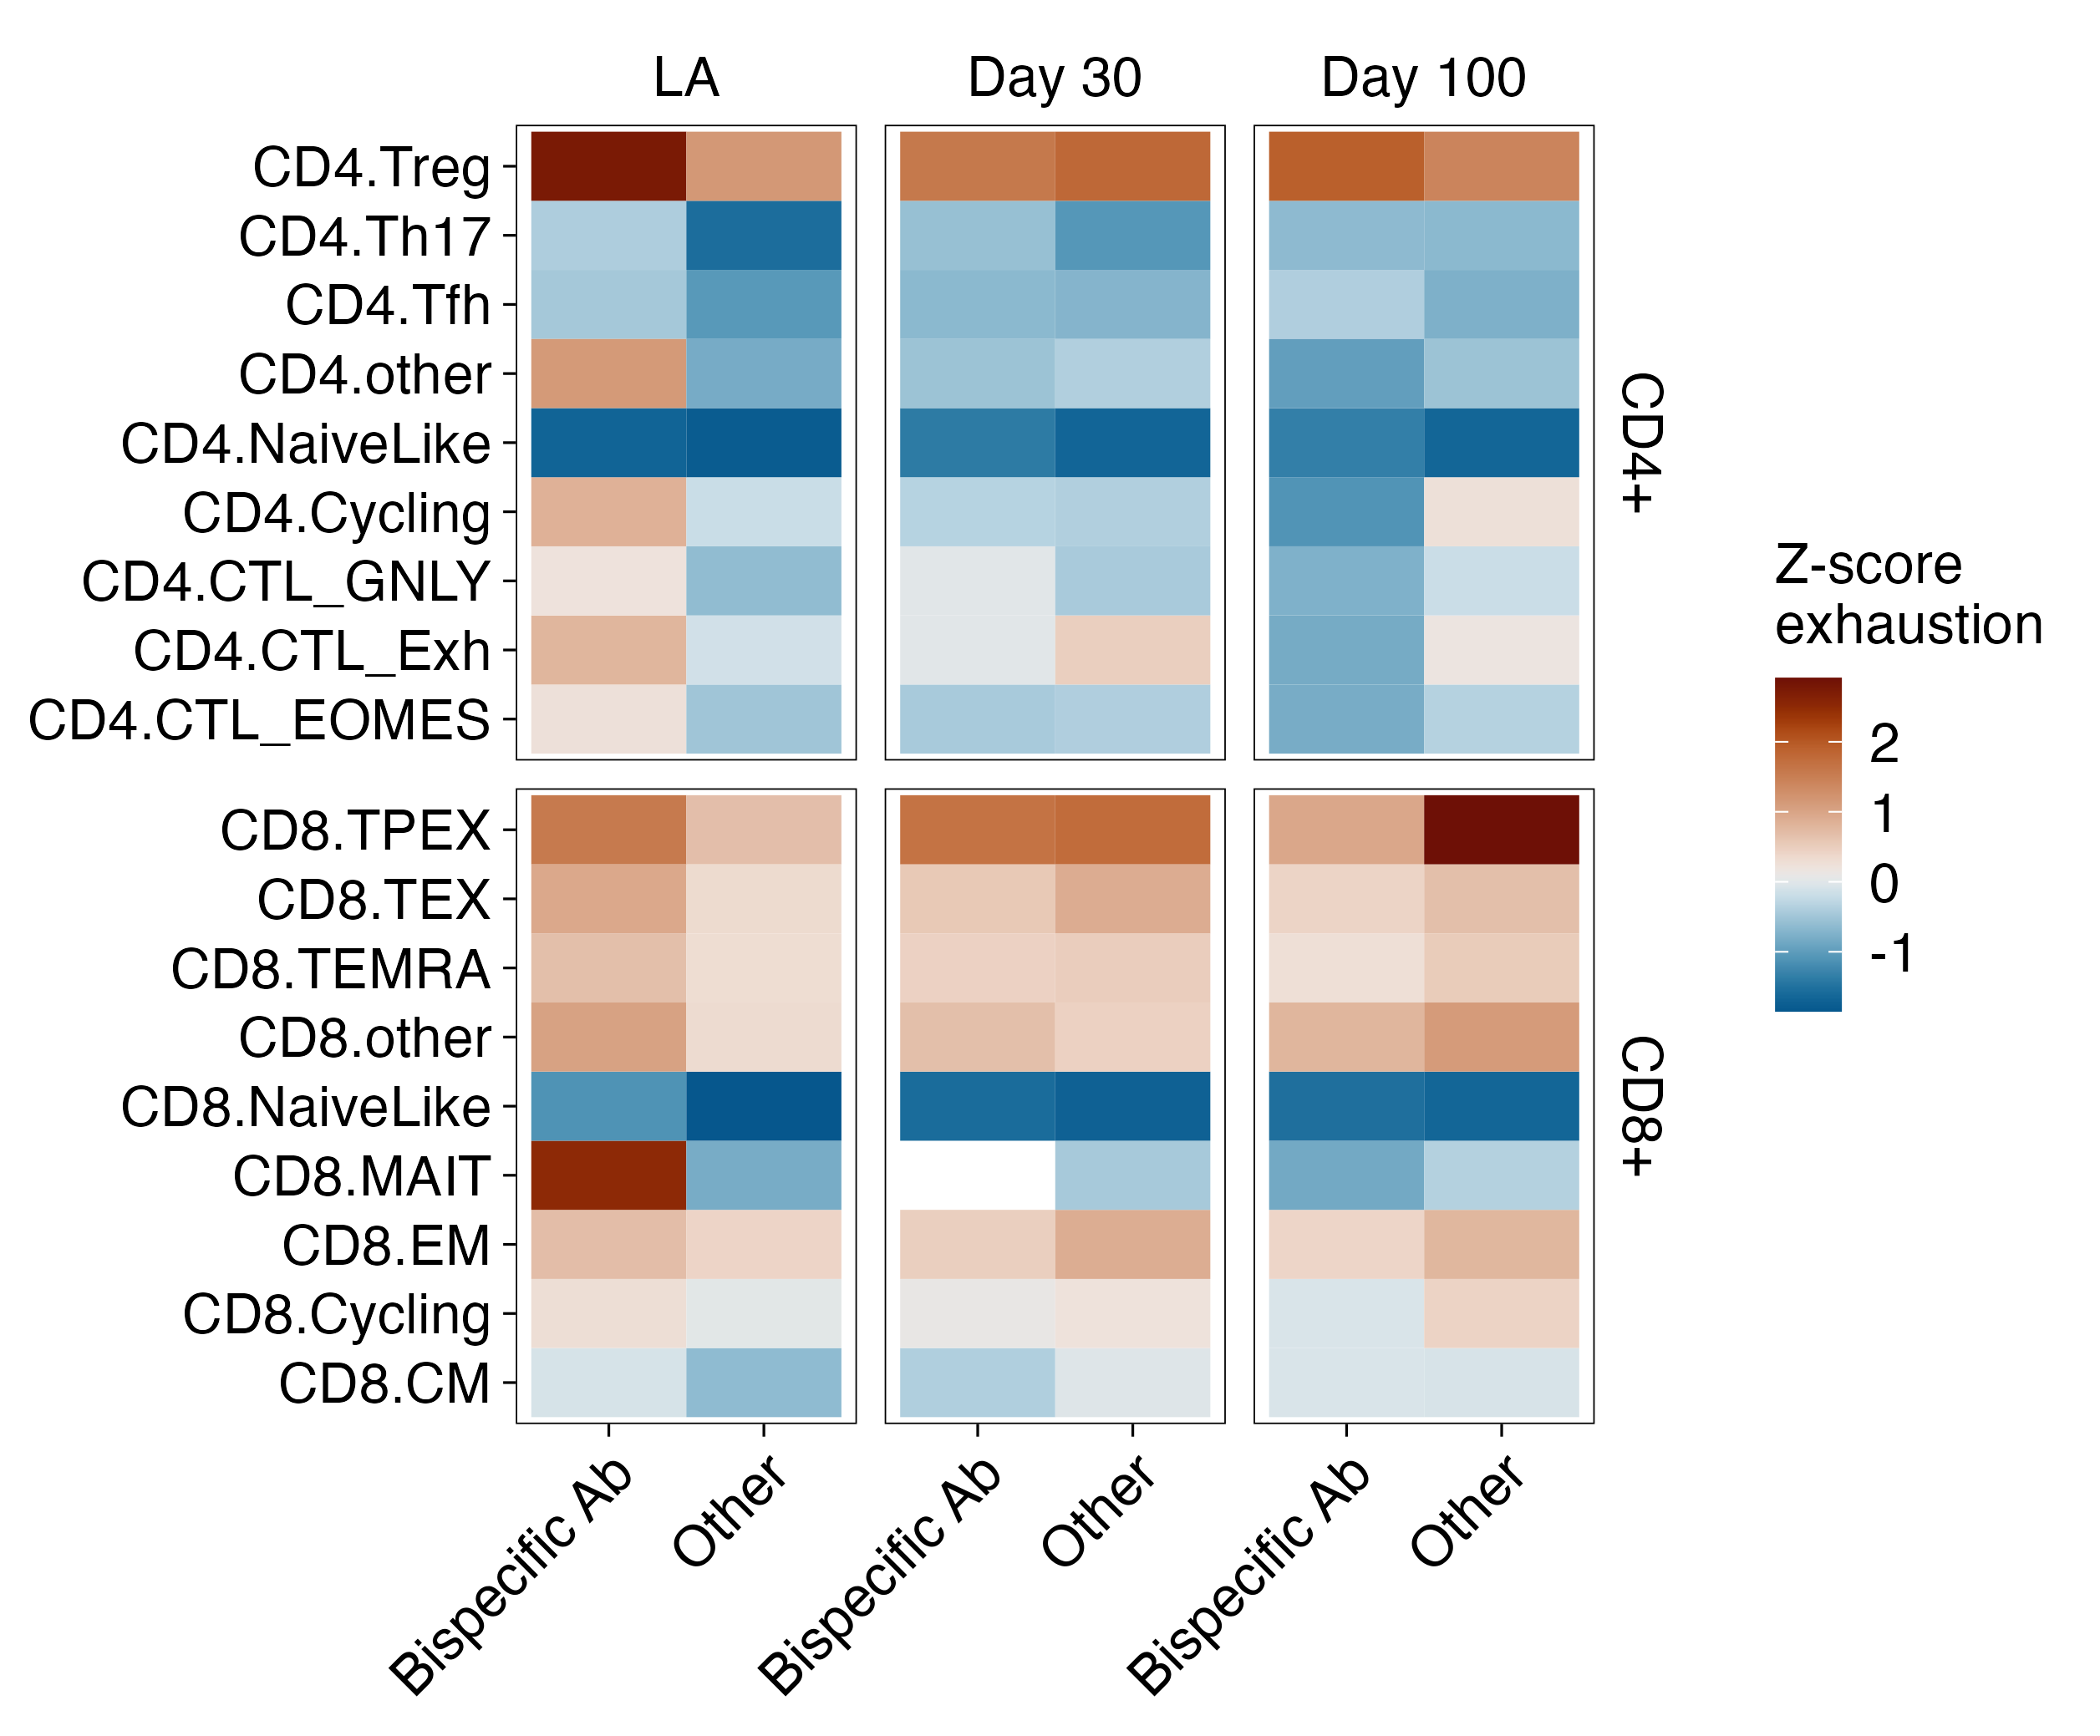 LA Day 30 Day 100
CD4.Treg
CD4.Th17
CD4.Tfh
CD4.other
CD4.NaiveLike
CD4.Cycling
CD4.CTL_GNLY
CD4.CTL_Exh
CD4.CTL_EOMES
CD4+
CD8.TPEX
CD8.TEX
CD8.TEMRA
CD8.other
CD8.NaiveLike
CD8.MAIT
CD8.EM
CD8.Cycling
CD8.CM
CD8+
Bispecific Ab
Other
Bispecific Ab
Other
Bispecific Ab
Other
Z-score
exhaustion
2
1
0
-1